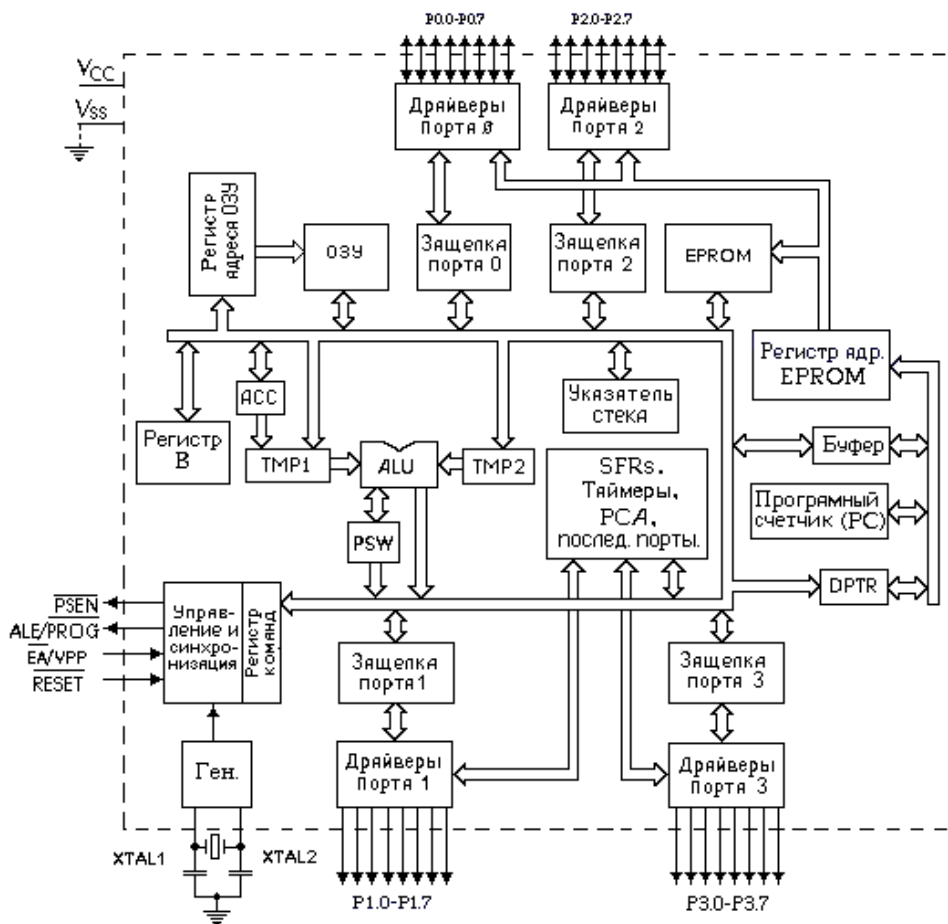 P0.0-P0.7
P2.0-P2.7
VCC
VSS
Драйверы
Порта 0
Драйверы
Порта 2
Регистр
адреса ОЗУ
ОЗУ
Защелка
порта 0
Защелка
порта 2
EPROM
Регистр адр.
EPROM
ACC
Указатель
стека
Регистр
B
TMP1
ALU
TMP2
Буфер
SFRs.
Таймеры,
PCA,
послед. порты.
Програмный
счетчик (PC)
PSW
DPTR
PSEN
ALE/PROG
EA/VPP
RESET
Управ-
ление и
синхро-
низация
Регистр
команд
Защелка
порта1
Защелка
порта 3
Ген.
Драйверы
Порта 1
Драйверы
Порта 3
XTAL1
XTAL2
P1.0-P1.7
P3.0-P3.7